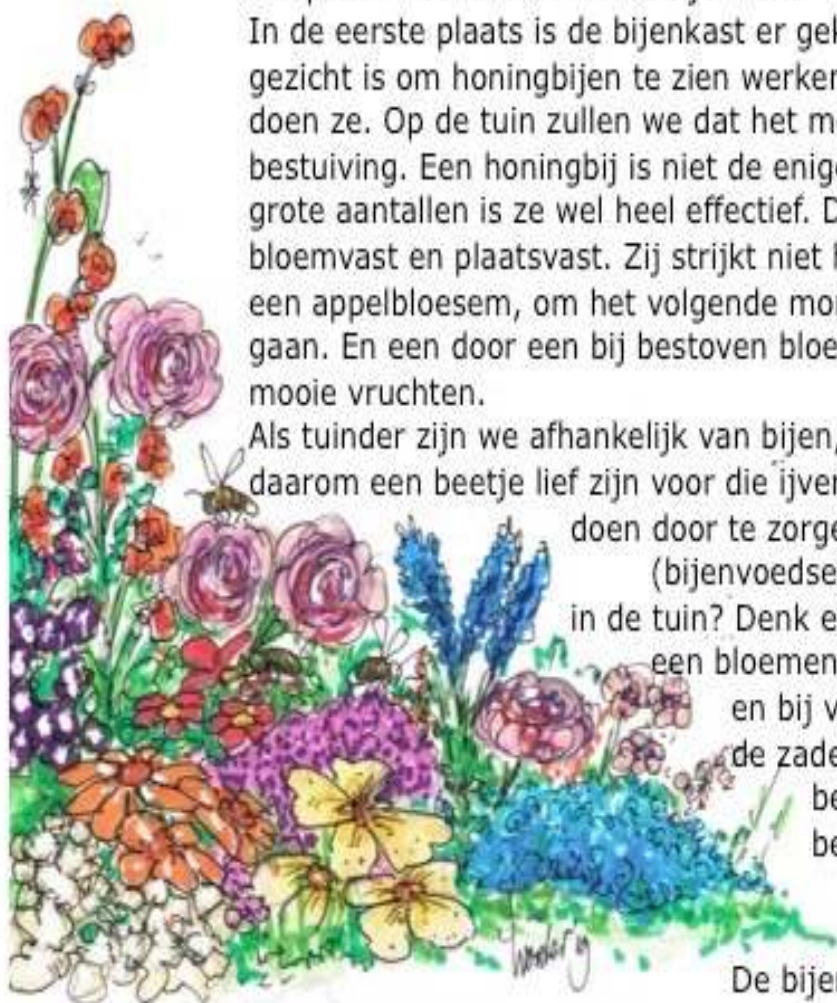 In de eerste plaats is de bijenkast er gek
gezicht is om honingbijen te zien werken
doen ze. Op de tuin zullen we dat het m
bestuiving. Een honingbij is niet de enig
grote aantallen is ze wel heel effectief. D
bloemvast en plaatsvast. Zij strijkt niet
een appelbloesem, om het volgende mo
gaan. En een door een bij bestoven bloe
mooie vruchten.
Als tuinder zijn we afhankelijk van bijen,
daarom een beetje lief zijn voor die ijver
doen door te zorge
(bijenvoedse
in de tuin? Denk e
een bloemen
en bij v
de zade
be
be
De bijen